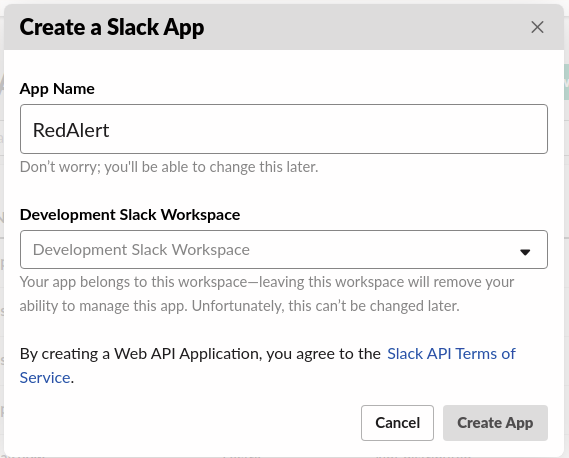 Create a Slack App
App Name
RedAlert
Don't worry; you'll be able to change this later.
Development Slack Workspace
Development Slack Workspace
Your app belongs to this workspace—leaving this workspace will remove your
ability to manage this app. Unfortunately, this can't be changed later.
By creating a Web API Application, you agree to the Slack API Terms of
Service.
Cancel
Create App